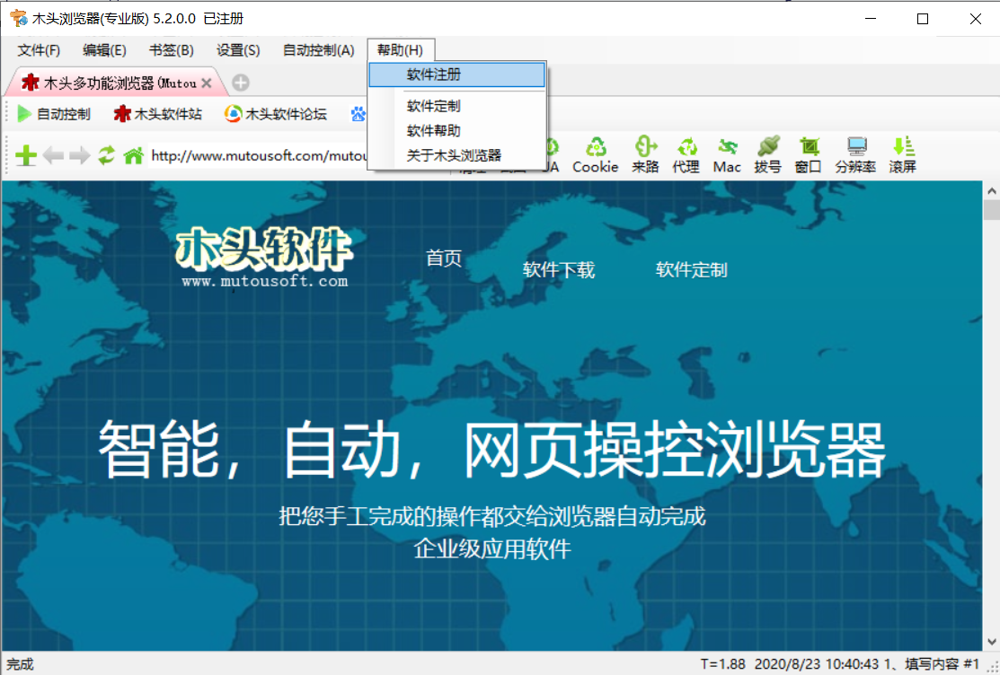 木头浏览器(专业版) 5.2.0.0 已注册
文件(F) 编辑(E) 书签(B) 设置(S) 自动控制(A) 帮助(H)
软件注册
木头多功能浏览器 (Mutou
自动控制 木头软件站 木头软件论坛
软件定制
软件帮助
关于木头浏览器
http://www.mutousoft.com/mutou
Cookie 来路 代理 Mac 拔号 窗口 分辨率 滚屏
木头软件
www.mutousoft.com
首页 软件下载 软件定制
智能，自动，网页操控浏览器
把您手工完成的操作都交给浏览器自动完成
企业级应用软件
完成 T=1.88 2020/8/23 10:40:43 1、填写内容 #1